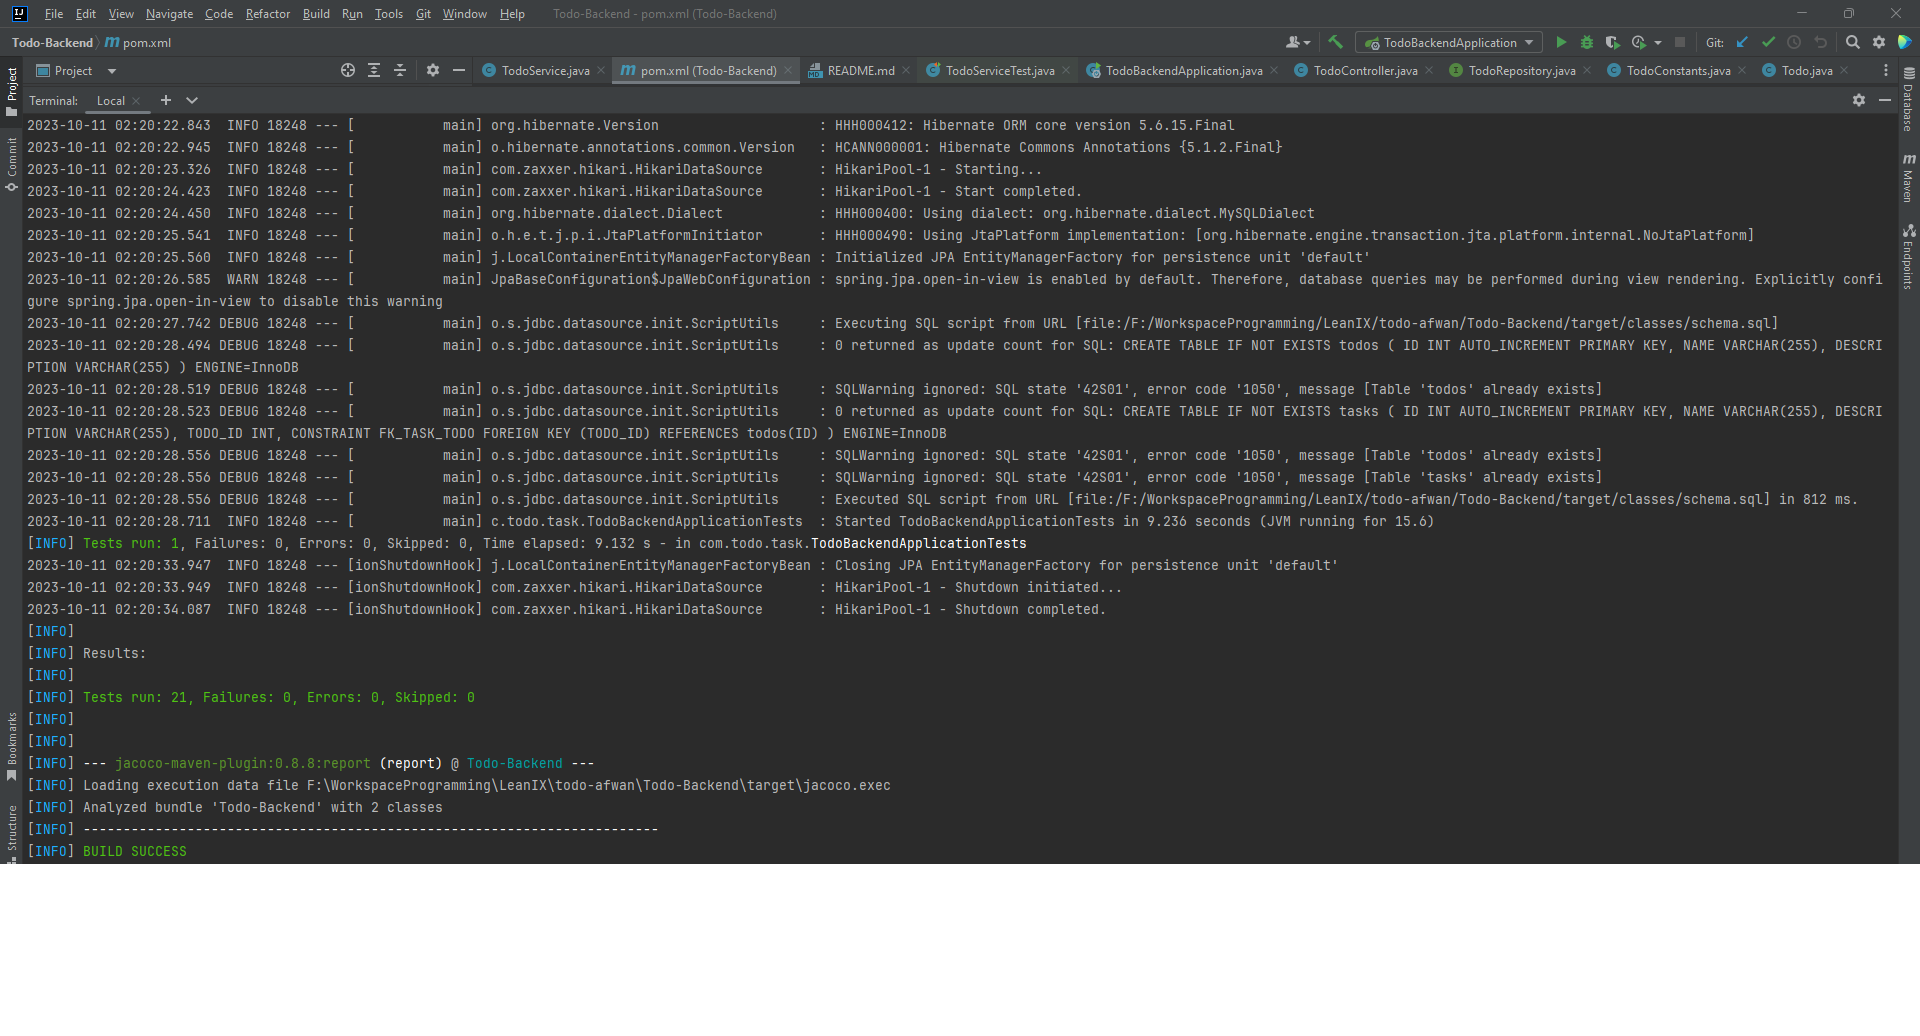 File Edit View Navigate Code Refactor Build Run Tools Git Window Help Todo-Backend - pom.xml (Todo-Backend)
Todo-Backend m pom.xml TodoBackendApplication Git:
Project TodoService.java pom.xml (Todo-Backend) README.md TodoServiceTest.java TodoBackendApplication.java TodoController.java TodoRepository.java TodoConstants.java Todo.java
Terminal: Local
2023-10-11 02:20:22.843  INFO 18248 --- [           main] org.hibernate.Version                    : HHH000412: Hibernate ORM core version 5.6.15.Final
2023-10-11 02:20:22.945  INFO 18248 --- [           main] o.hibernate.annotations.common.Version   : HCANN000001: Hibernate Commons Annotations {5.1.2.Final}
2023-10-11 02:20:23.326  INFO 18248 --- [           main] com.zaxxer.hikari.HikariDataSource       : HikariPool-1 - Starting...
2023-10-11 02:20:24.423  INFO 18248 --- [           main] com.zaxxer.hikari.HikariDataSource       : HikariPool-1 - Start completed.
2023-10-11 02:20:24.450  INFO 18248 --- [           main] org.hibernate.dialect.Dialect            : HHH000400: Using dialect: org.hibernate.dialect.MySQLDialect
2023-10-11 02:20:25.541  INFO 18248 --- [           main] o.h.e.t.j.p.i.JtaPlatformInitiator       : HHH000490: Using JtaPlatform implementation: [org.hibernate.engine.transaction.jta.platform.internal.NoJtaPlatform]
2023-10-11 02:20:25.560  INFO 18248 --- [           main] j.LocalContainerEntityManagerFactoryBean : Initialized JPA EntityManagerFactory for persistence unit 'default'
2023-10-11 02:20:26.585  WARN 18248 --- [           main] JpaBaseConfiguration$JpaWebConfiguration : spring.jpa.open-in-view is enabled by default. Therefore, database queries may be performed during view rendering. Explicitly confi
gure spring.jpa.open-in-view to disable this warning
2023-10-11 02:20:27.742 DEBUG 18248 --- [           main] o.s.jdbc.datasource.init.ScriptUtils     : Executing SQL script from URL [file:/F:/WorkspaceProgramming/LeanIX/todo-afwan/Todo-Backend/target/classes/schema.sql]
2023-10-11 02:20:28.494 DEBUG 18248 --- [           main] o.s.jdbc.datasource.init.ScriptUtils     : 0 returned as update count for SQL: CREATE TABLE IF NOT EXISTS todos ( ID INT AUTO_INCREMENT PRIMARY KEY, NAME VARCHAR(255), DESCRI
PTION VARCHAR(255) ) ENGINE=InnoDB
2023-10-11 02:20:28.519 DEBUG 18248 --- [           main] o.s.jdbc.datasource.init.ScriptUtils     : SQLWarning ignored: SQL state '42S01', error code '1050', message [Table 'todos' already exists]
2023-10-11 02:20:28.523 DEBUG 18248 --- [           main] o.s.jdbc.datasource.init.ScriptUtils     : 0 returned as update count for SQL: CREATE TABLE IF NOT EXISTS tasks ( ID INT AUTO_INCREMENT PRIMARY KEY, NAME VARCHAR(255), DESCRI
PTION VARCHAR(255), TODO_ID INT, CONSTRAINT FK_TASK_TODO FOREIGN KEY (TODO_ID) REFERENCES todos(ID) ) ENGINE=InnoDB
2023-10-11 02:20:28.556 DEBUG 18248 --- [           main] o.s.jdbc.datasource.init.ScriptUtils     : SQLWarning ignored: SQL state '42S01', error code '1050', message [Table 'todos' already exists]
2023-10-11 02:20:28.556 DEBUG 18248 --- [           main] o.s.jdbc.datasource.init.ScriptUtils     : SQLWarning ignored: SQL state '42S01', error code '1050', message [Table 'tasks' already exists]
2023-10-11 02:20:28.556 DEBUG 18248 --- [           main] o.s.jdbc.datasource.init.ScriptUtils     : Executed SQL script from URL [file:/F:/WorkspaceProgramming/LeanIX/todo-afwan/Todo-Backend/target/classes/schema.sql] in 812 ms.
2023-10-11 02:20:28.711  INFO 18248 --- [           main] c.todo.task.TodoBackendApplicationTests  : Started TodoBackendApplicationTests in 9.236 seconds (JVM running for 15.6)
[INFO] Tests run: 1, Failures: 0, Errors: 0, Skipped: 0, Time elapsed: 9.132 s - in com.todo.task.TodoBackendApplicationTests
2023-10-11 02:20:33.947  INFO 18248 --- [ionShutdownHook] j.LocalContainerEntityManagerFactoryBean : Closing JPA EntityManagerFactory for persistence unit 'default'
2023-10-11 02:20:33.949  INFO 18248 --- [ionShutdownHook] com.zaxxer.hikari.HikariDataSource       : HikariPool-1 - Shutdown initiated...
2023-10-11 02:20:34.087  INFO 18248 --- [ionShutdownHook] com.zaxxer.hikari.HikariDataSource       : HikariPool-1 - Shutdown completed.
[INFO]
[INFO] Results:
[INFO]
[INFO] Tests run: 21, Failures: 0, Errors: 0, Skipped: 0
[INFO]
[INFO]
[INFO] --- jacoco-maven-plugin:0.8.8:report (report) @ Todo-Backend ---
[INFO] Loading execution data file F:\WorkspaceProgramming\LeanIX\todo-afwan\Todo-Backend\target\jacoco.exec
[INFO] Analyzed bundle 'Todo-Backend' with 2 classes
[INFO] ------------------------------------------------------------------------
[INFO] BUILD SUCCESS
Project
Commit
Bookmarks
Structure
Database
Maven
Endpoints